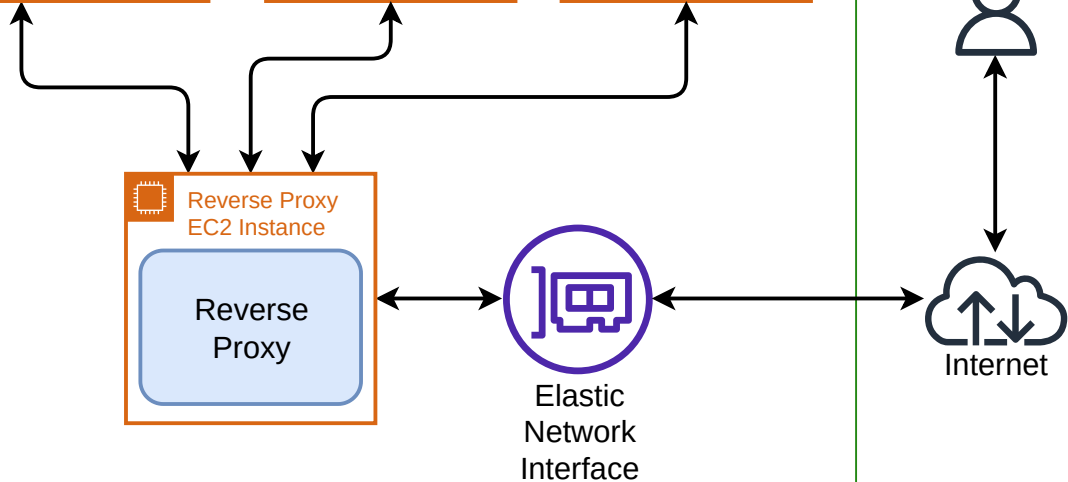 Reverse Proxy
EC2 Instance
Reverse
Proxy
Elastic
Network
Interface
Internet